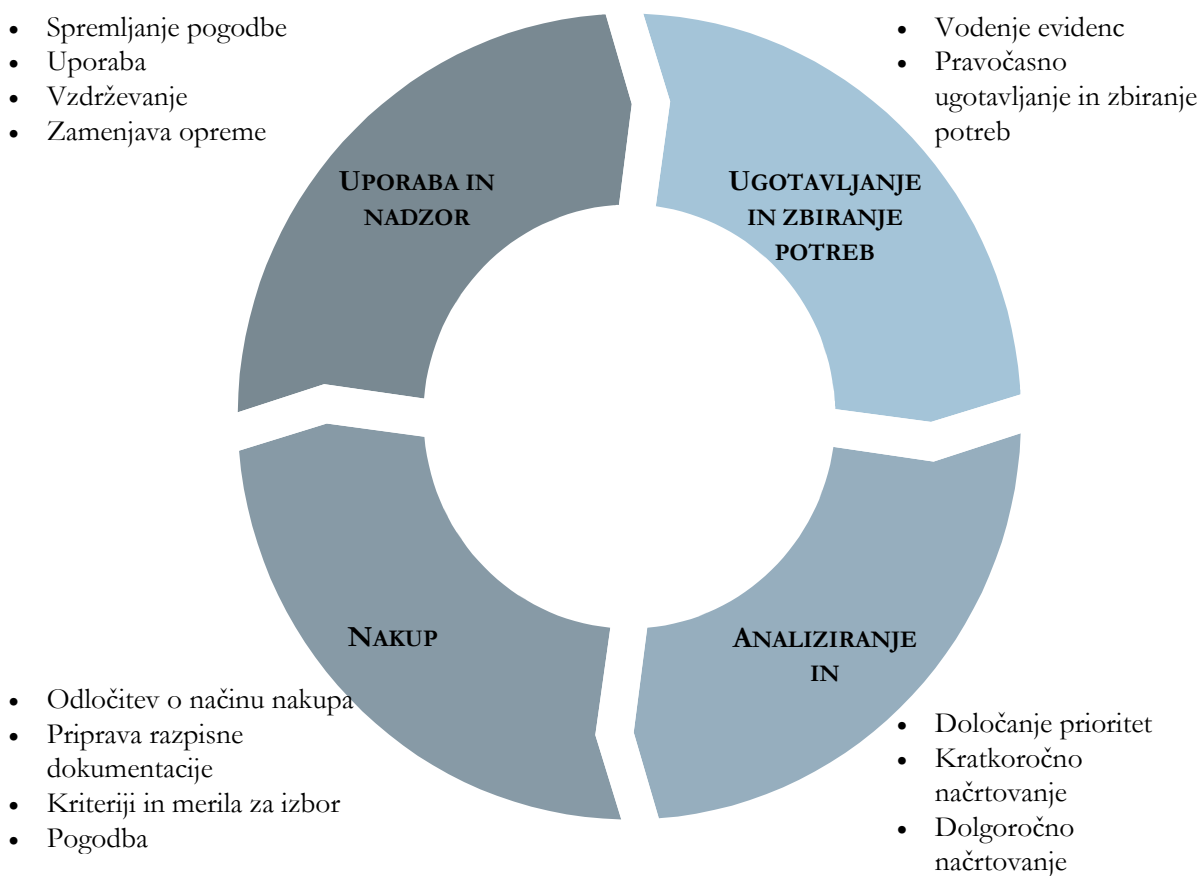 • Spremljanje pogodbe
• Uporaba
• Vzdrževanje
• Zamenjava opreme
• Vodenje evidenc
• Pravočasno
ugotavljanje in zbiranje
potreb
UPORABA IN
NADZOR
UGOTAVLJANJE
IN ZBIRANJE
POTREB
NAKUP
ANALIZIRANJE
IN
• Odločitev o načinu nakupa
• Priprava razpisne
dokumentacije
• Kriteriji in merila za izbor
• Pogodba
• Določanje prioritet
• Kratkoročno
načrtovanje
• Dolgoročno
načrtovanje